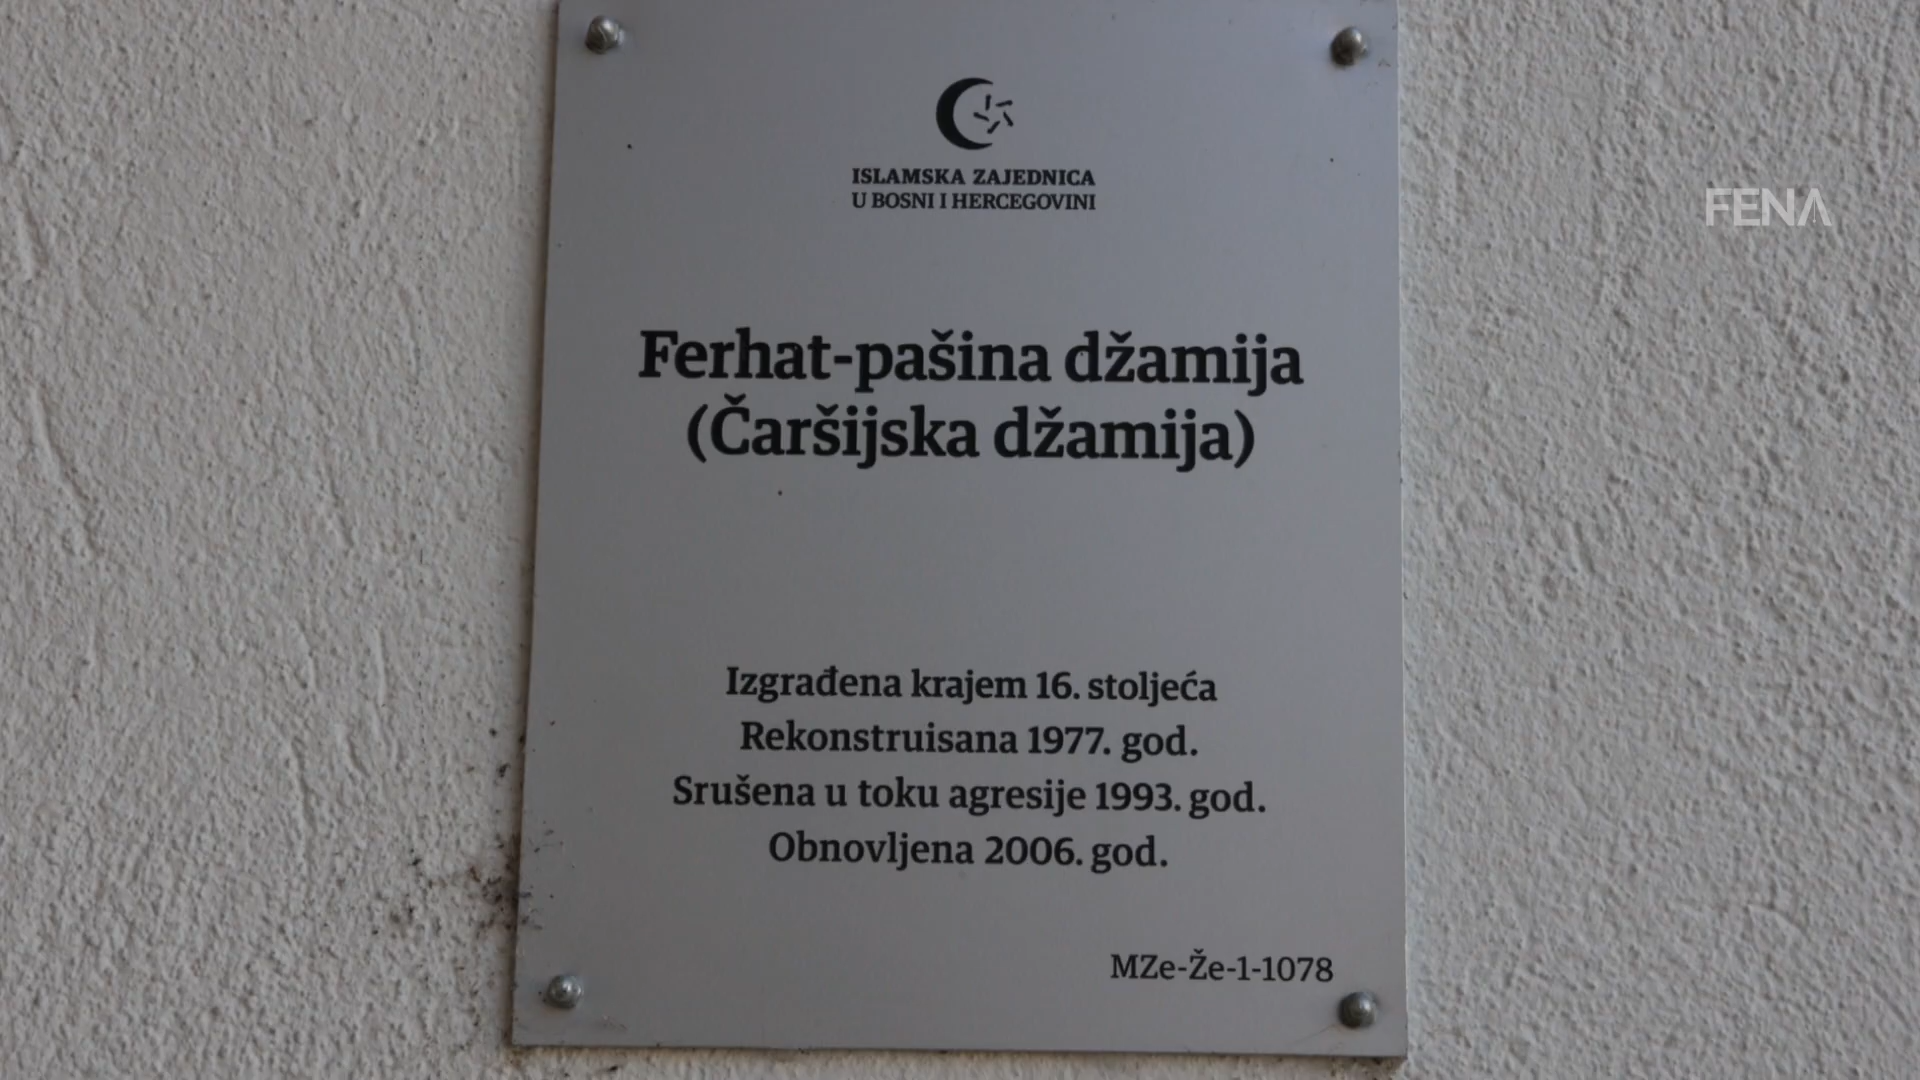 ISLAMSKA ZAJEDNICA
U BOSNI I HERCEGOVINI
FENA
Ferhat-pašina džamija
(Čaršijska džamija)
Izgrađena krajem 16. stoljeća
Rekonstruisana 1977. god.
Srušena u toku agresije 1993. god.
Obnovljena 2006. god.
MZe-Že-1-1078